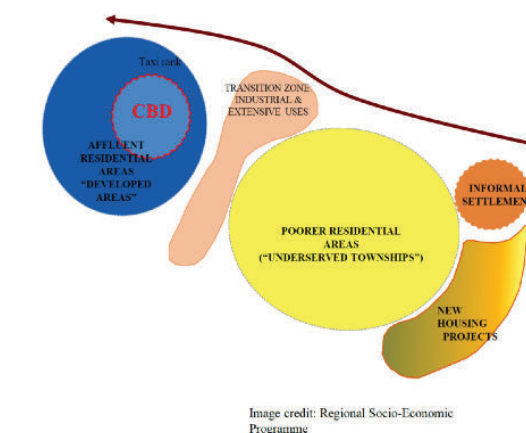 Taxi rank
CBD
AFFLUENT
RESIDENTIAL
AREAS
"DEVELOPED
AREAS"
TRANSITION ZONE
INDUSTRIAL &
EXTENSIVE USES
POORER RESIDENTIAL
AREAS
("UNDERSERVED TOWNSHIPS")
INFORMAL
SETTLEMEN
NEW
HOUSING
PROJECTS
Image credit: Regional Socio-Economic
Programme